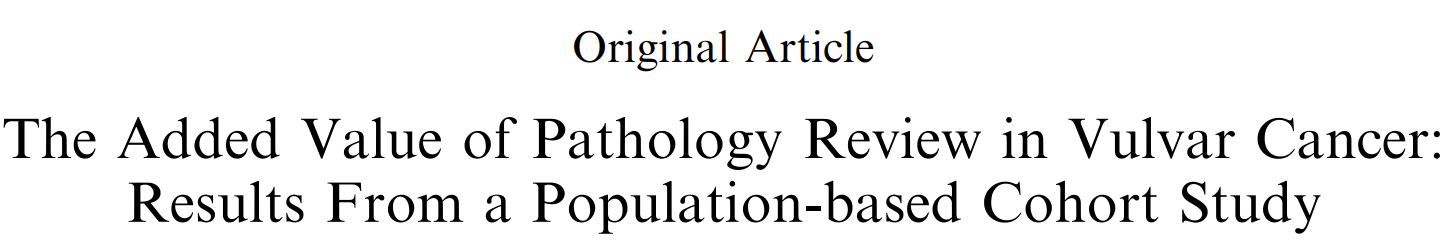 Original Article
The Added Value of Pathology Review in Vulvar Cancer:
Results From a Population-based Cohort Study